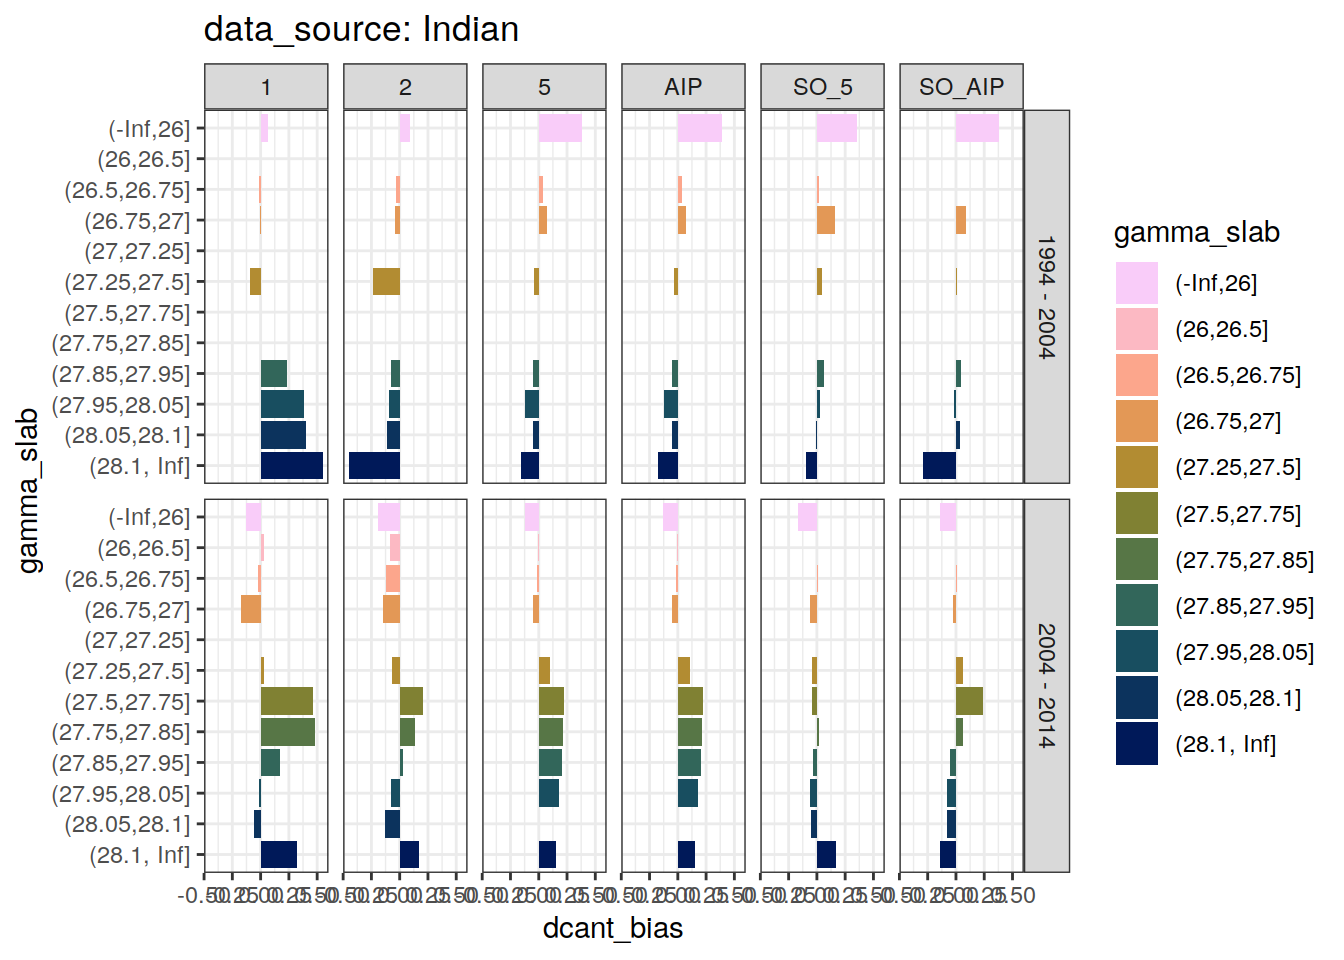 data_source: Indian
1 2 5 AIP SO_5 SO_AIP
(-Inf,26]
(26,26.5]
(26.5,26.75]
(26.75,27]
(27,27.25]
(27.25,27.5]
(27.5,27.75]
(27.75,27.85]
(27.85,27.95]
(27.95,28.05]
(28.05,28.1]
(28.1, Inf]
1994 - 2004
(-Inf,26]
(26,26.5]
(26.5,26.75]
(26.75,27]
(27,27.25]
(27.25,27.5]
(27.5,27.75]
(27.75,27.85]
(27.85,27.95]
(27.95,28.05]
(28.05,28.1]
(28.1, Inf]
2004 - 2014
gamma_slab
dcant_bias
gamma_slab
(-Inf,26]
(26,26.5]
(26.5,26.75]
(26.75,27]
(27.25,27.5]
(27.5,27.75]
(27.75,27.85]
(27.85,27.95]
(27.95,28.05]
(28.05,28.1]
(28.1, Inf]